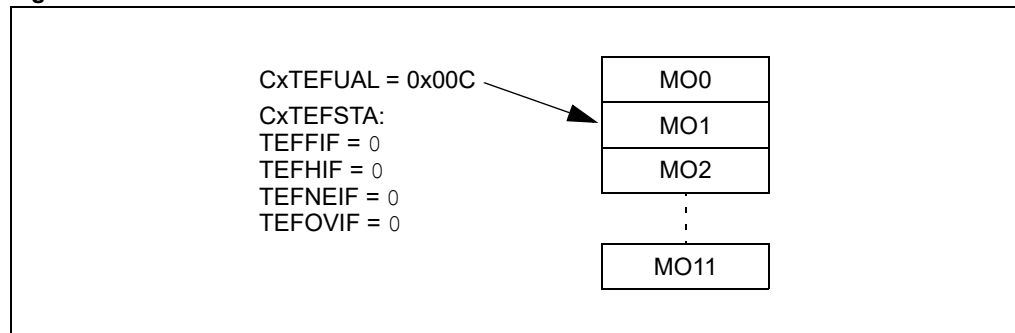 CxTEFUAL = 0x00C
CxTEFSTA:
TEFFIF = 0
TEFHIF = 0
TEFNEIF = 0
TEFOVIF = 0
MO0
MO1
MO2
MO11